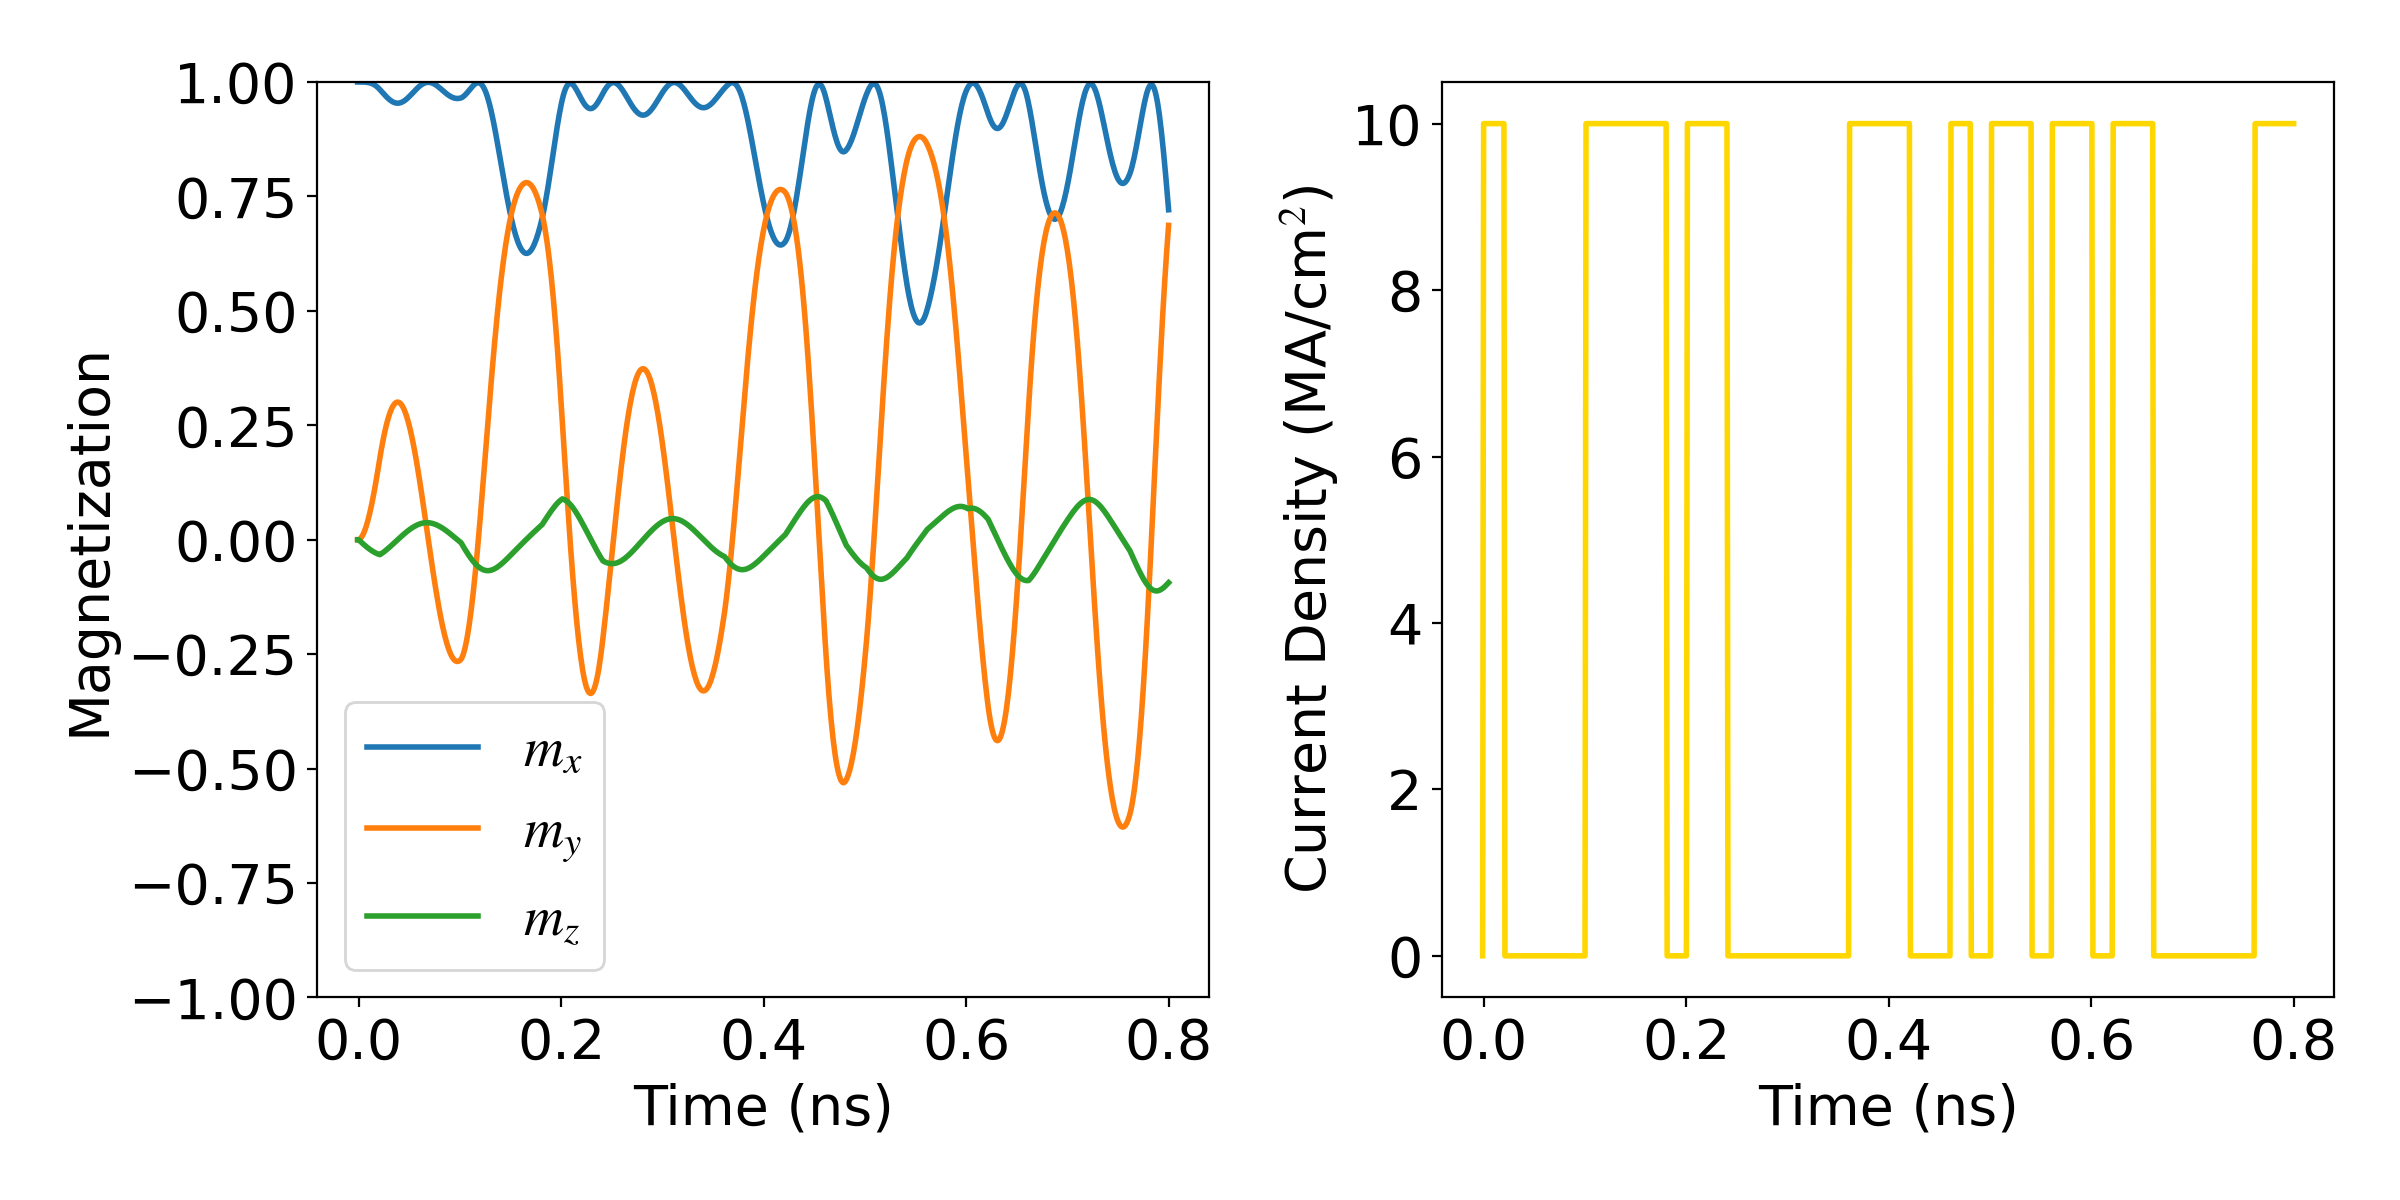 Magnetization
1.00
0.75
0.50
0.25
0.00
−0.25
−0.50
−0.75
−1.00
m_x
m_y
m_z
0.0 0.2 0.4 0.6 0.8
Time (ns)
Current Density (MA/cm²)
10
8
6
4
2
0
0.0 0.2 0.4 0.6 0.8
Time (ns)